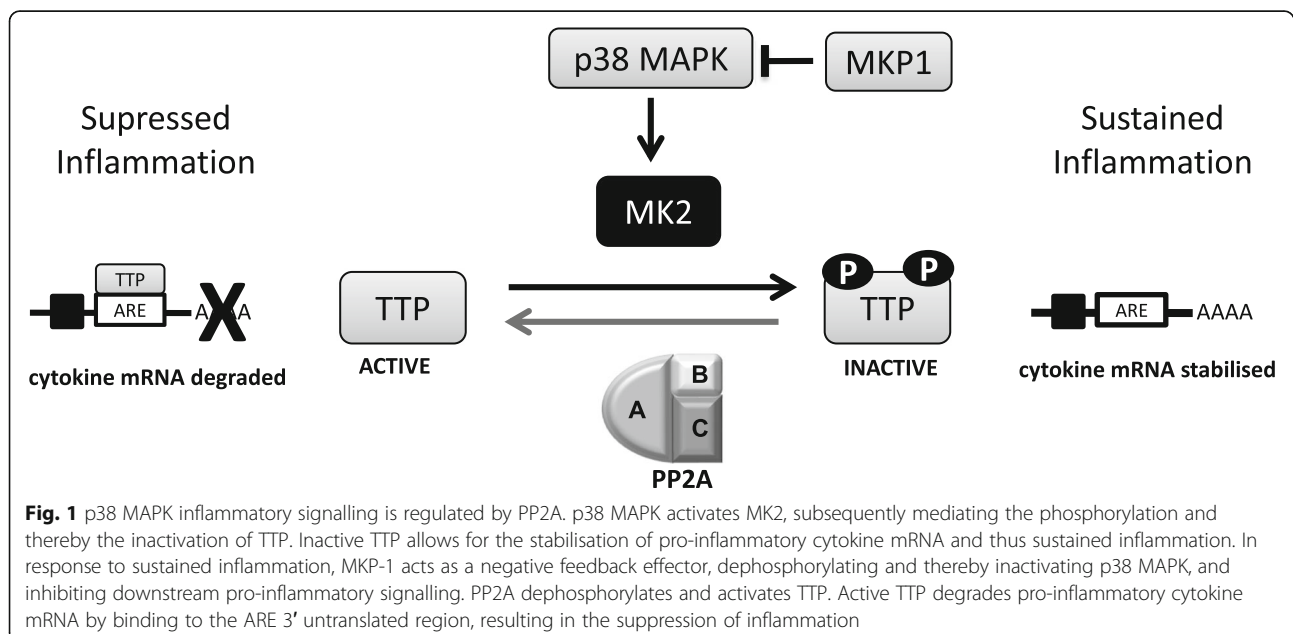 p38 MAPK
MKP1
Supressed
Inflammation
Sustained
Inflammation
MK2
TTP
ARE
AAAA
cytokine mRNA degraded
TTP
ACTIVE
P
P
TTP
INACTIVE
ARE
AAAA
cytokine mRNA stabilised
A
B
C
PP2A
Fig. 1 p38 MAPK inflammatory signalling is regulated by PP2A. p38 MAPK activates MK2, subsequently mediating the phosphorylation and
thereby the inactivation of TTP. Inactive TTP allows for the stabilisation of pro-inflammatory cytokine mRNA and thus sustained inflammation. In
response to sustained inflammation, MKP-1 acts as a negative feedback effector, dephosphorylating and thereby inactivating p38 MAPK, and
inhibiting downstream pro-inflammatory signalling. PP2A dephosphorylates and activates TTP. Active TTP degrades pro-inflammatory cytokine
mRNA by binding to the ARE 3′ untranslated region, resulting in the suppression of inflammation